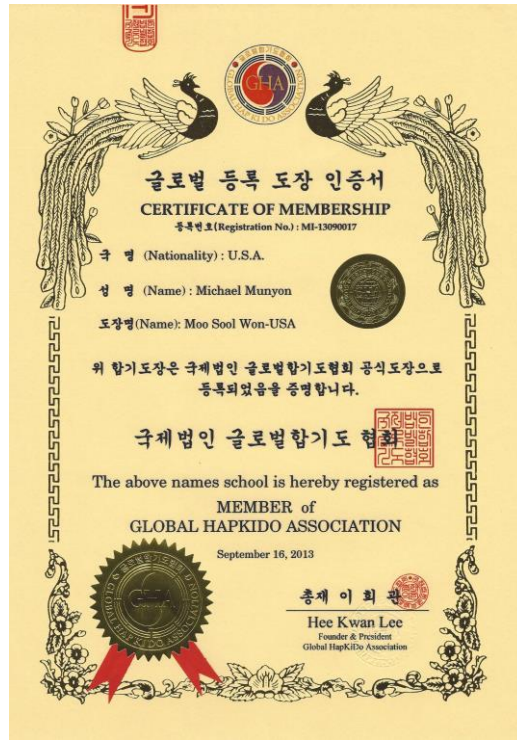 GLOBAL HAPKIDO ASSOCIATION
GHA
글로벌 등록 도장 인증서
CERTIFICATE OF MEMBERSHIP
등록번호(Registration No.) : MI-13090017
국 명 (Nationality) : U.S.A.
성 명 (Name) : Michael Munyon
도장명(Name): Moo Sool Won-USA
위 합기도장은 국제법인 글로벌합기도협회 공식도장으로
등록되었음을 증명합니다.
국제법인 글로벌합기도 협회
The above names school is hereby registered as
MEMBER of
GLOBAL HAPKIDO ASSOCIATION
September 16, 2013
총재 이 희 관
Hee Kwan Lee
Founder & President
Global HapKiDo Association
GHA